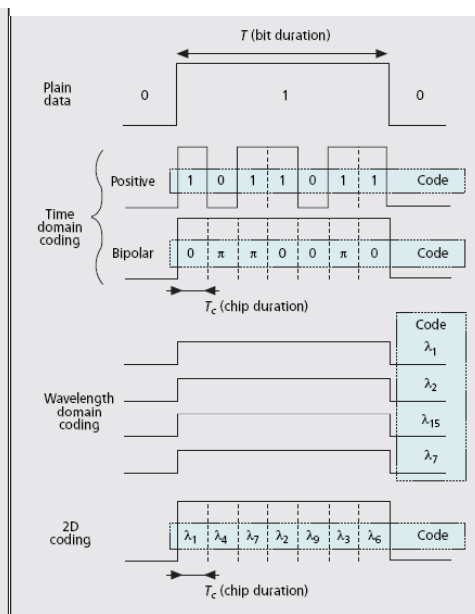 T (bit duration)
Plain
data
0 1 0
Time
domain
coding
Positive
1 0 1 1 0 1 1 Code
Bipolar
0 π π 0 0 π 0 Code
Tc (chip duration)
Code
Wavelength
domain
coding
λ1
λ2
λ15
λ7
2D
coding
λ1 λ4 λ7 λ2 λ9 λ3 λ6 Code
Tc (chip duration)